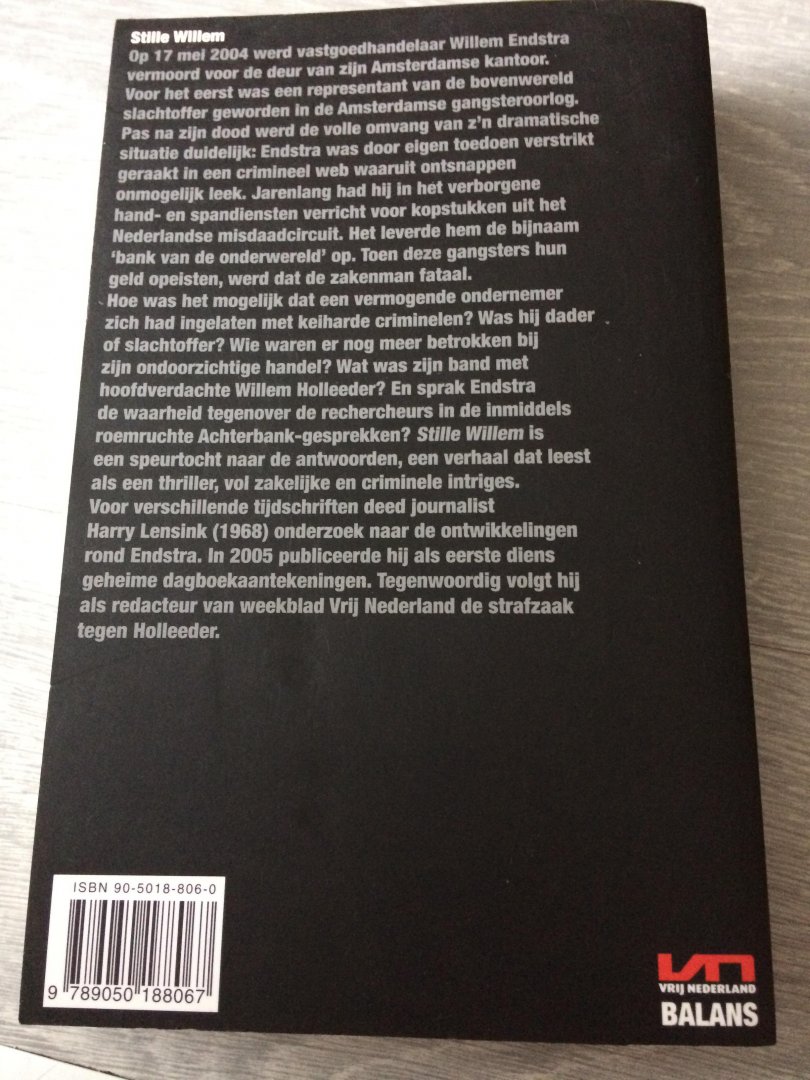 Stille Willem
Op 17 mei 2004 werd vastgoedhandelaar Willem Endstra
vermoord voor de deur van zijn Amsterdamse kantoor.
Voor het eerst was een representant van de bovenwereld
slachtoffer geworden in de Amsterdamse gangsteroorlog.
Pas na zijn dood werd de volle omvang van z'n dramatische
situatie duidelijk: Endstra was door eigen toedoen verstrikt
geraakt in een crimineel web waaruit ontsnappen
onmogelijk leek. Jarenlang had hij in het verborgene
hand- en spandiensten verricht voor kopstukken uit het
Nederlandse misdaadcircuit. Het leverde hem de bijnaam
'bank van de onderwereld' op. Toen deze gangsters hun
geld opeisten, werd dat de zakenman fataal.
Hoe was het mogelijk dat een vermogende ondernemer
zich had ingelaten met keiharde criminelen? Was hij dader
of slachtoffer? Wie waren er nog meer betrokken bij
zijn ondoorzichtige handel? Wat was zijn band met
hoofdverdachte Willem Holleeder? En sprak Endstra
de waarheid tegenover de rechercheurs in de inmiddels
roemruchte Achterbank-gesprekken? Stille Willem is
een speurtocht naar de antwoorden, een verhaal dat leest
als een thriller, vol zakelijke en criminele intriges.
Voor verschillende tijdschriften deed journalist
Harry Lensink (1968) onderzoek naar de ontwikkelingen
rond Endstra. In 2005 publiceerde hij als eerste diens
geheime dagboekaantekeningen. Tegenwoordig volgt hij
als redacteur van weekblad Vrij Nederland de strafzaak
tegen Holleeder.
ISBN 90-5018-806-0
9 789050 188067
VN
VRIJ NEDERLAND
BALANS